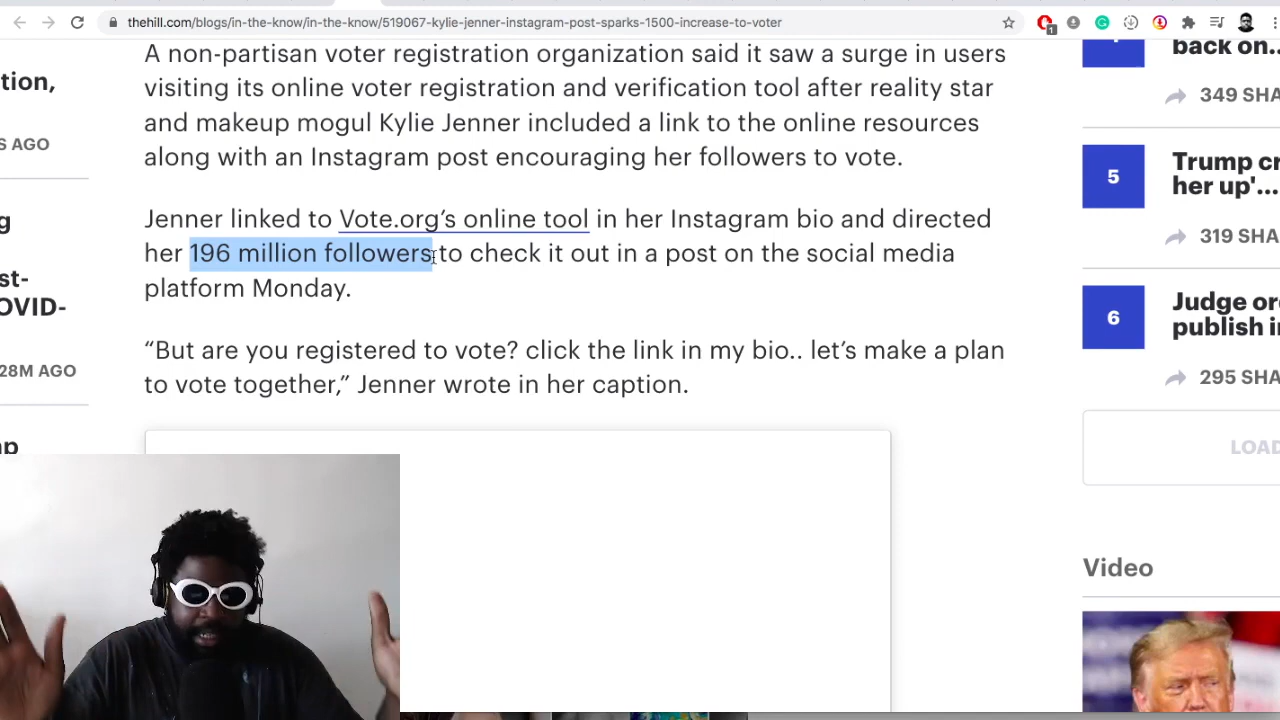 thehill.com/blogs/in-the-know/in-the-know/519067-kylie-jenner-instagram-post-sparks-1500-increase-to-voter
1
A non-partisan voter registration organization said it saw a surge in users
visiting its online voter registration and verification tool after reality star
and makeup mogul Kylie Jenner included a link to the online resources
along with an Instagram post encouraging her followers to vote.
Jenner linked to Vote.org’s online tool in her Instagram bio and directed
her 196 million followers to check it out in a post on the social media
platform Monday.
“But are you registered to vote? click the link in my bio.. let’s make a plan
to vote together,” Jenner wrote in her caption.
tion,
S AGO
g
st-
OVID-
28M AGO
np
back on...
349 SHA
5
Trump cr
her up'...
319 SHA
6
Judge or
publish i
295 SHA
LOAD
Video